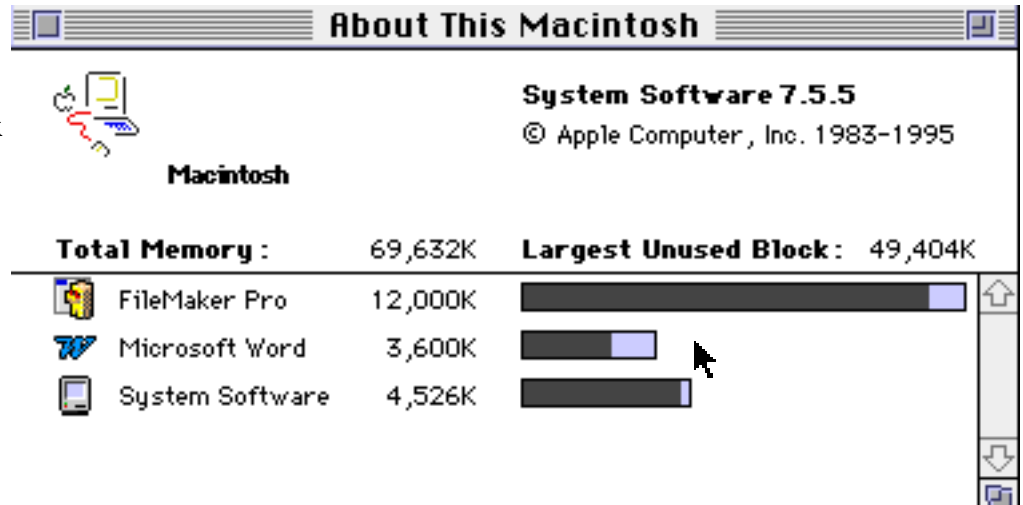 About This Macintosh
System Software 7.5.5
© Apple Computer, Inc. 1983-1995
Macintosh
Total Memory: 69,632K Largest Unused Block: 49,404K
FileMaker Pro 12,000K
Microsoft Word 3,600K
System Software 4,526K